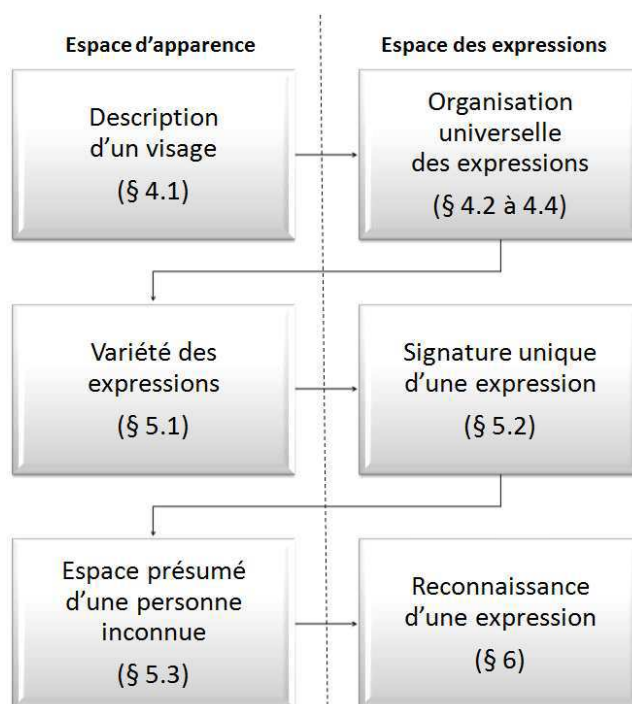 Espace d'apparence
Espace des expressions
Description
d'un visage
(§ 4.1)
Organisation
universelle
des expressions
(§ 4.2 à 4.4)
Variété des
expressions
(§ 5.1)
Signature unique
d'une expression
(§ 5.2)
Espace présumé
d'une personne
inconnue
(§ 5.3)
Reconnaissance
d'une expression
(§ 6)